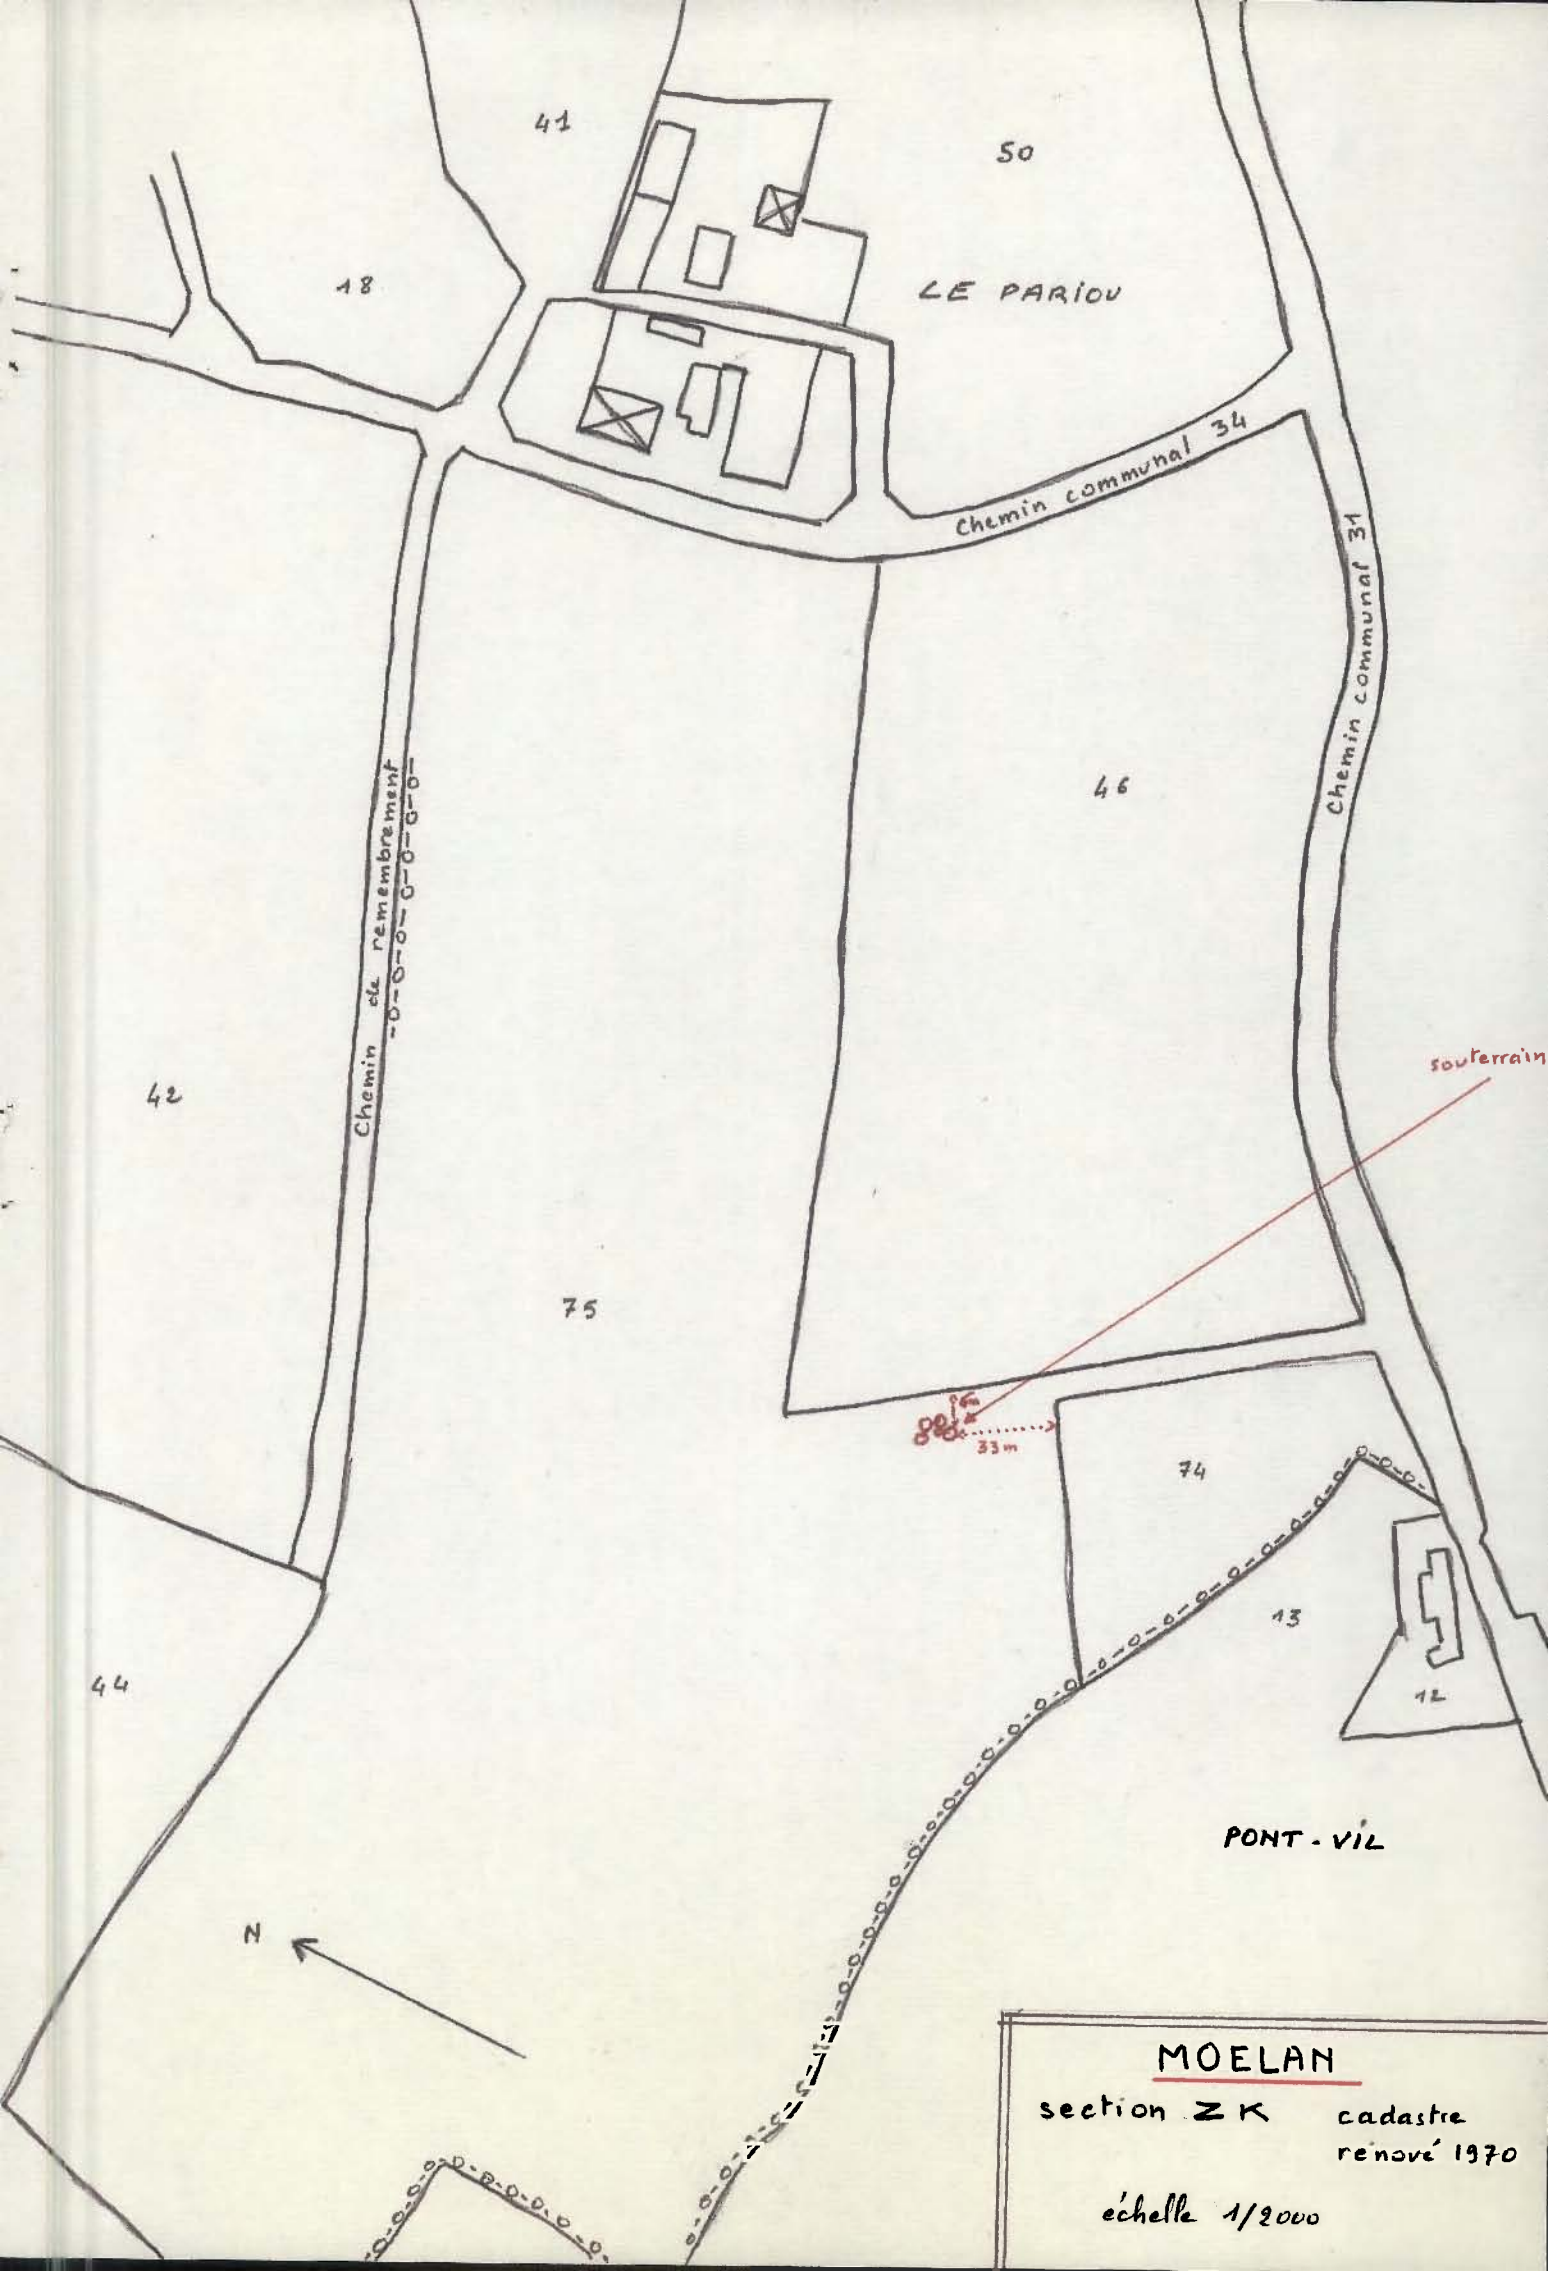 41
50
18
LE PARIOU
Chemin communal 34
Chemin communal 31
46
Chemin de remembrement
souterrain
42
75
6m
33m
74
13
44
12
PONT-VIL
N
MOELAN
section ZK cadastre
rénové 1970
échelle 1/2000